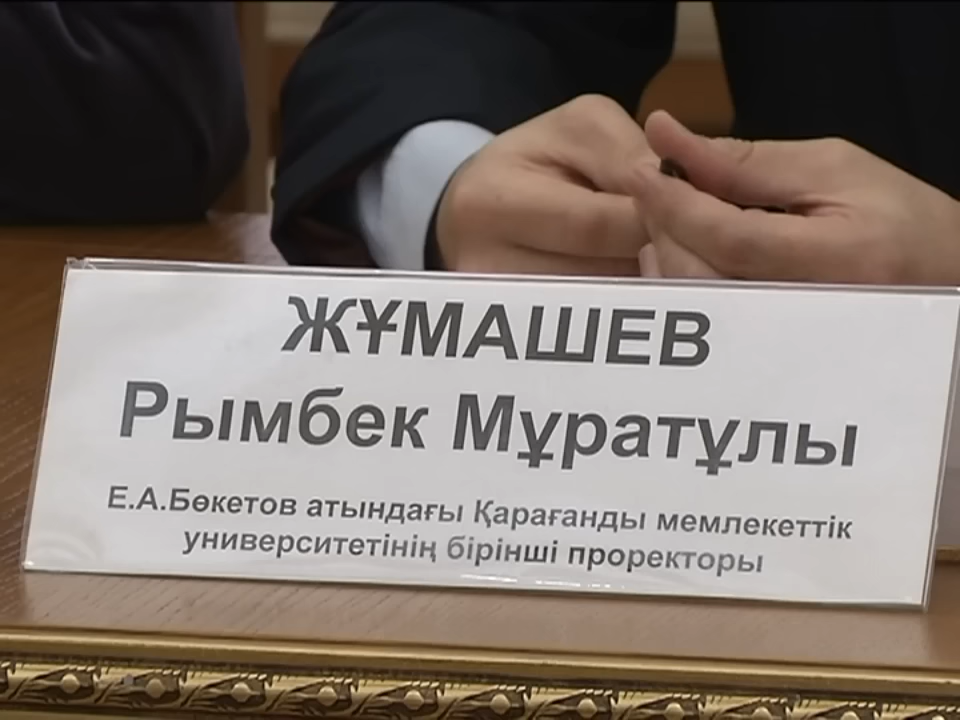 ЖҰМАШЕВ
Рымбек Мұратұлы
Е.А.Бөкетов атындағы Қарағанды мемлекеттік
университетінің бірінші проректоры